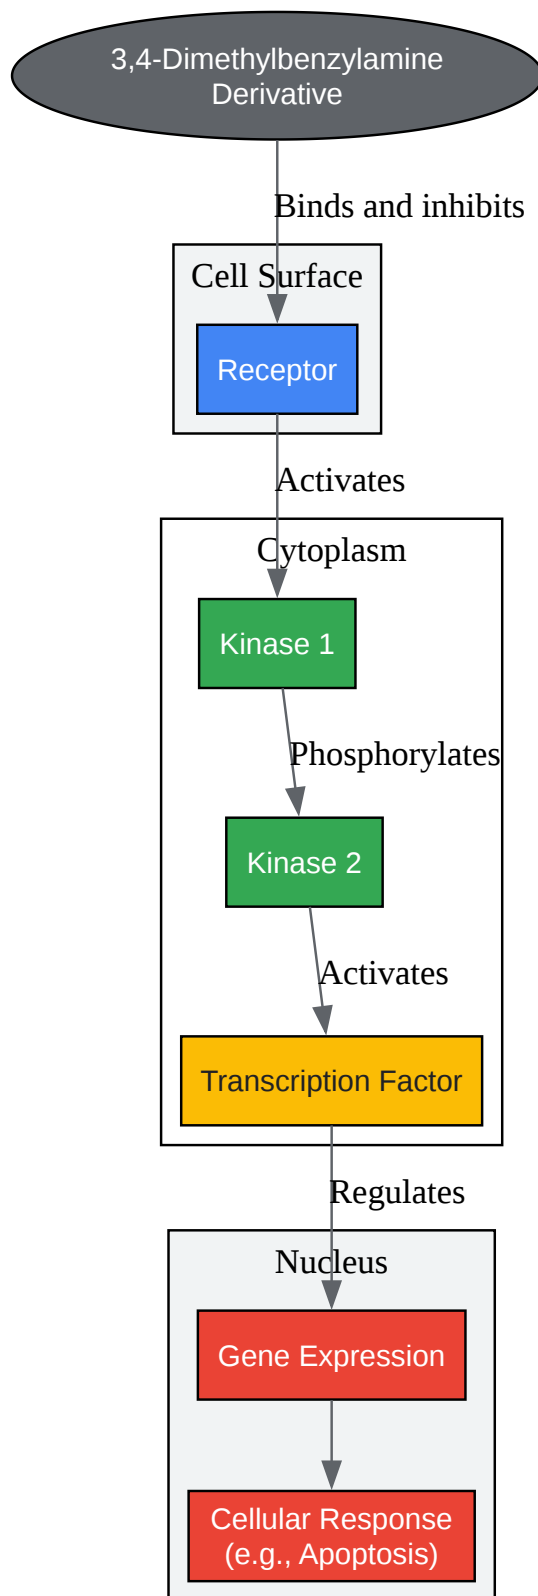 3,4-Dimethylbenzylamine
Derivative
Binds and inhibits
Cell Surface
Receptor
Activates
Cytoplasm
Kinase 1
Phosphorylates
Kinase 2
Activates
Transcription Factor
Regulates
Nucleus
Gene Expression
Cellular Response
(e.g., Apoptosis)